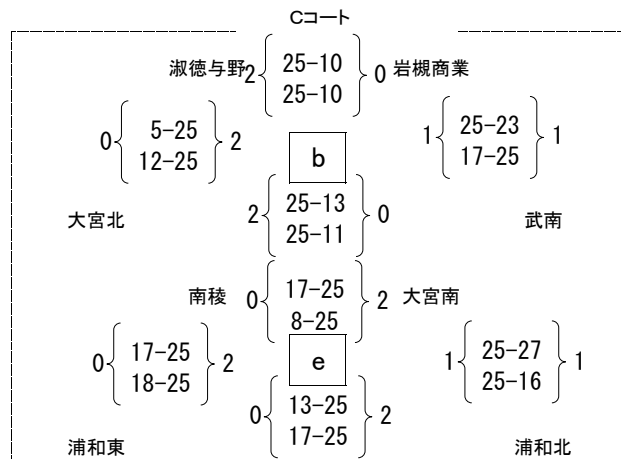 Cコート
淑徳与野 2 25-10 0 岩槻商業
25-10
0 5-25 2
12-25
1 25-23 1
17-25
b
大宮北
2 25-13 0
25-11
武南
南稜 0 17-25 2 大宮南
8-25
0 17-25 2
18-25
e
1 25-27 1
25-16
0 13-25 2
17-25
浦和東
浦和北